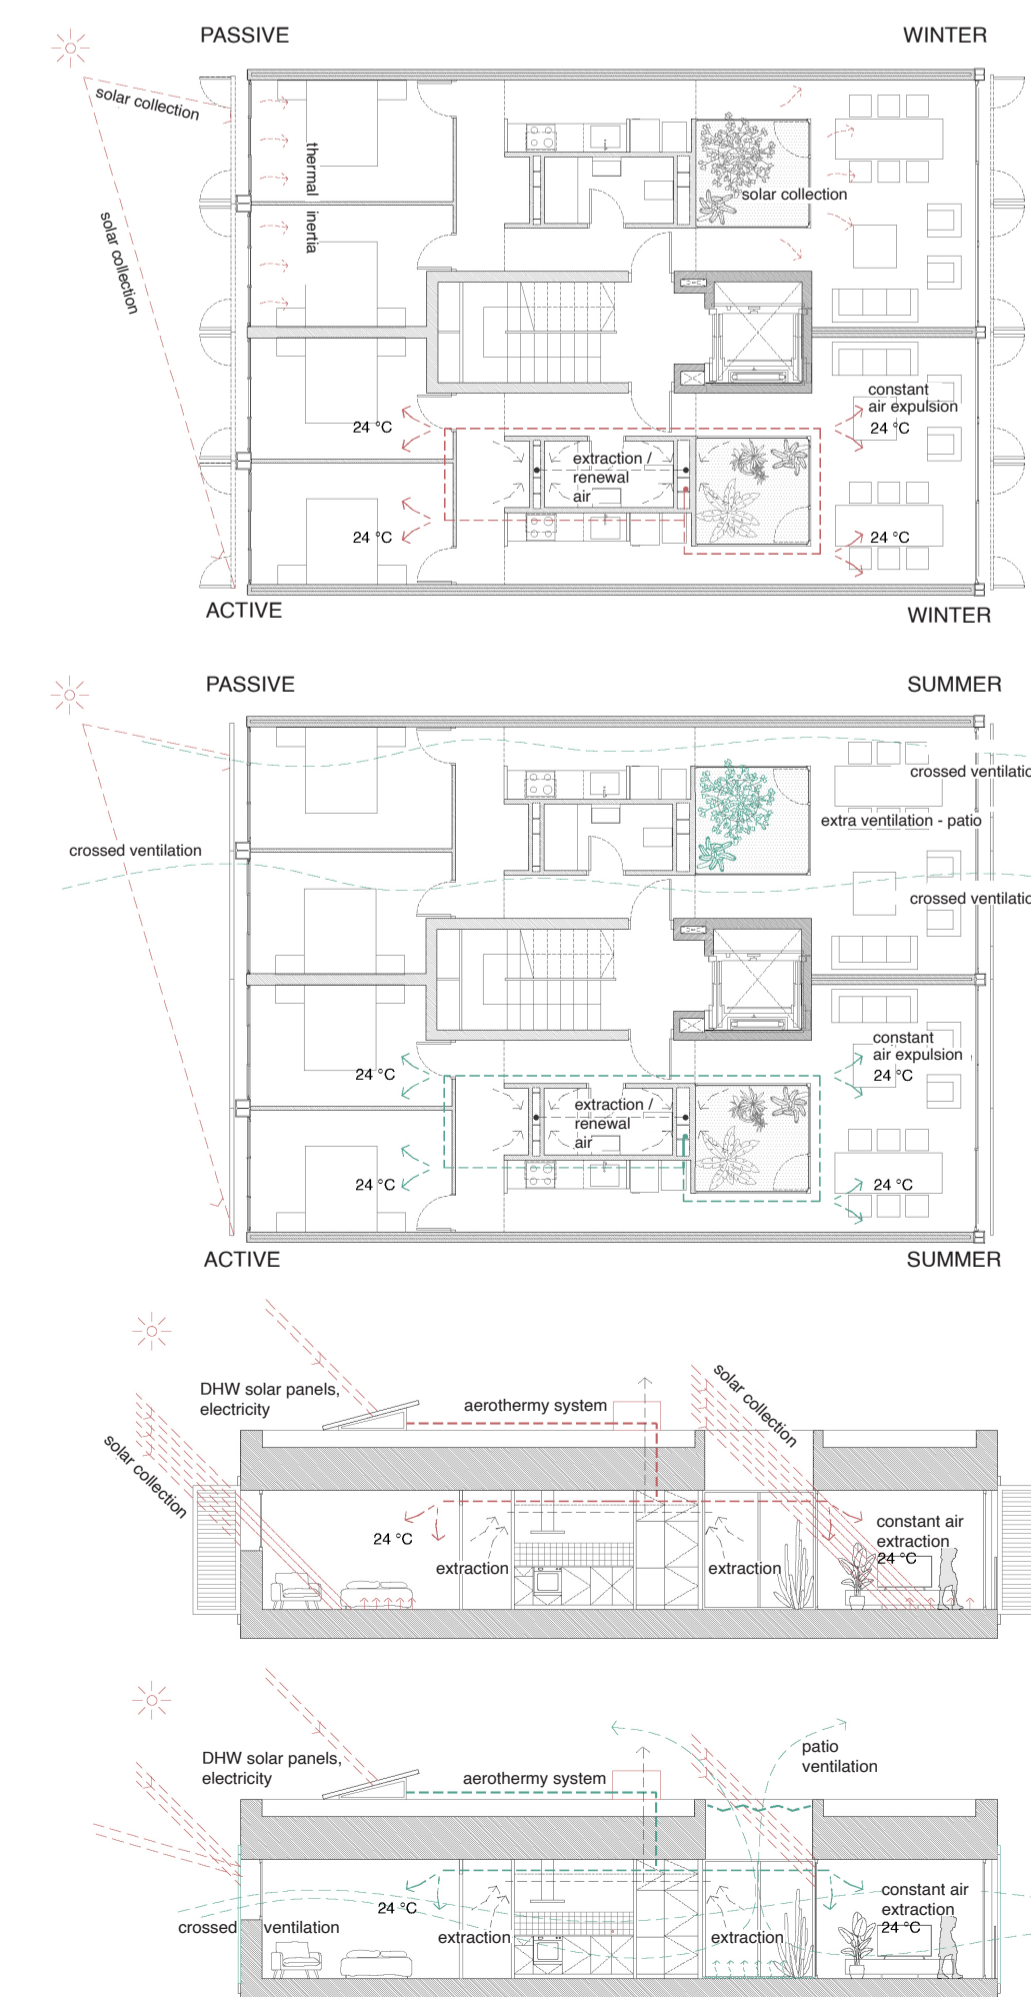 PASSIVE
WINTER
solar collection
thermal inertia
solar collection
solar collection
constant
air expulsion
24 °C
24 °C
extraction /
renewal
air
24 °C
24 °C
ACTIVE
WINTER
PASSIVE
SUMMER
crossed ventilatio
extra ventilation - patio
crossed ventilation
crossed ventilatio
constant
air expulsion
24 °C
24 °C
extraction /
renewal
air
24 °C
24 °C
ACTIVE
SUMMER
DHW solar panels,
electricity
aerothermy system
solar collection
solar collection
24 °C
constant air
extraction
24 °C
extraction
extraction
patio
ventilation
DHW solar panels,
electricity
aerothermy system
24 °C
constant air
extraction
24 °C
crossed ventilation
extraction
extraction